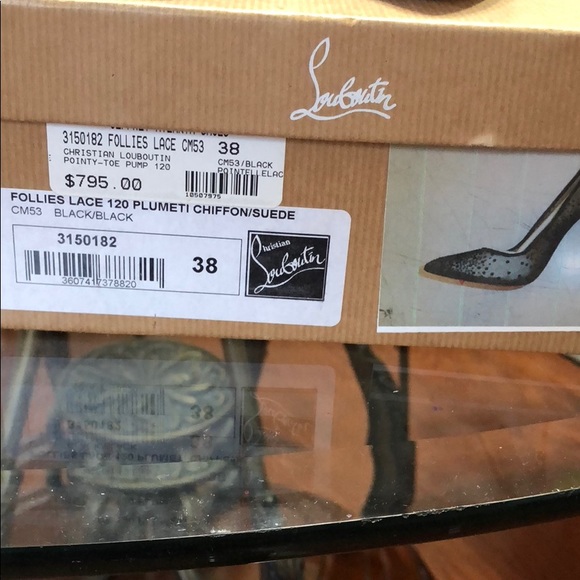 Louboutin
3150182 FOLLIES LACE CM53 38
CHRISTIAN LOUBOUTIN
POINTY-TOE PUMP 120
CM53/BLACK
POINTELLELAC
$795.00
10507975
FOLLIES LACE 120 PLUMETI CHIFFON/SUEDE
CM53 BLACK/BLACK
3150182
38
3607417378820
Christian
Louboutin